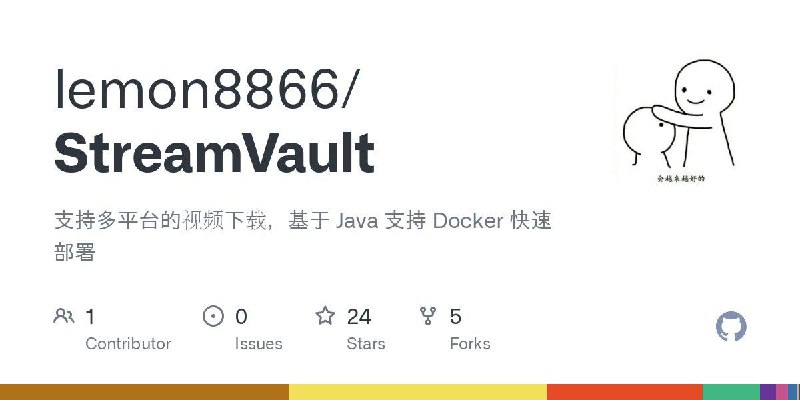 lemon8866/
StreamVault
支持多平台的视频下载，基于 Java 支持 Docker 快速
部署
会越来越好的
1
Contributor
0
Issues
24
Stars
5
Forks